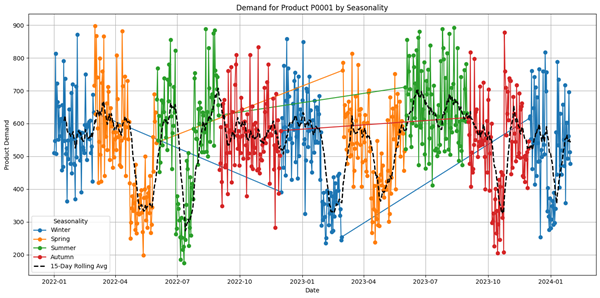 Demand for Product P0001 by Seasonality
Product Demand
900
800
700
600
500
400
300
200
Seasonality
Winter
Spring
Summer
Autumn
15-Day Rolling Avg
2022-01
2022-04
2022-07
2022-10
2023-01
2023-04
2023-07
2023-10
2024-01
Date